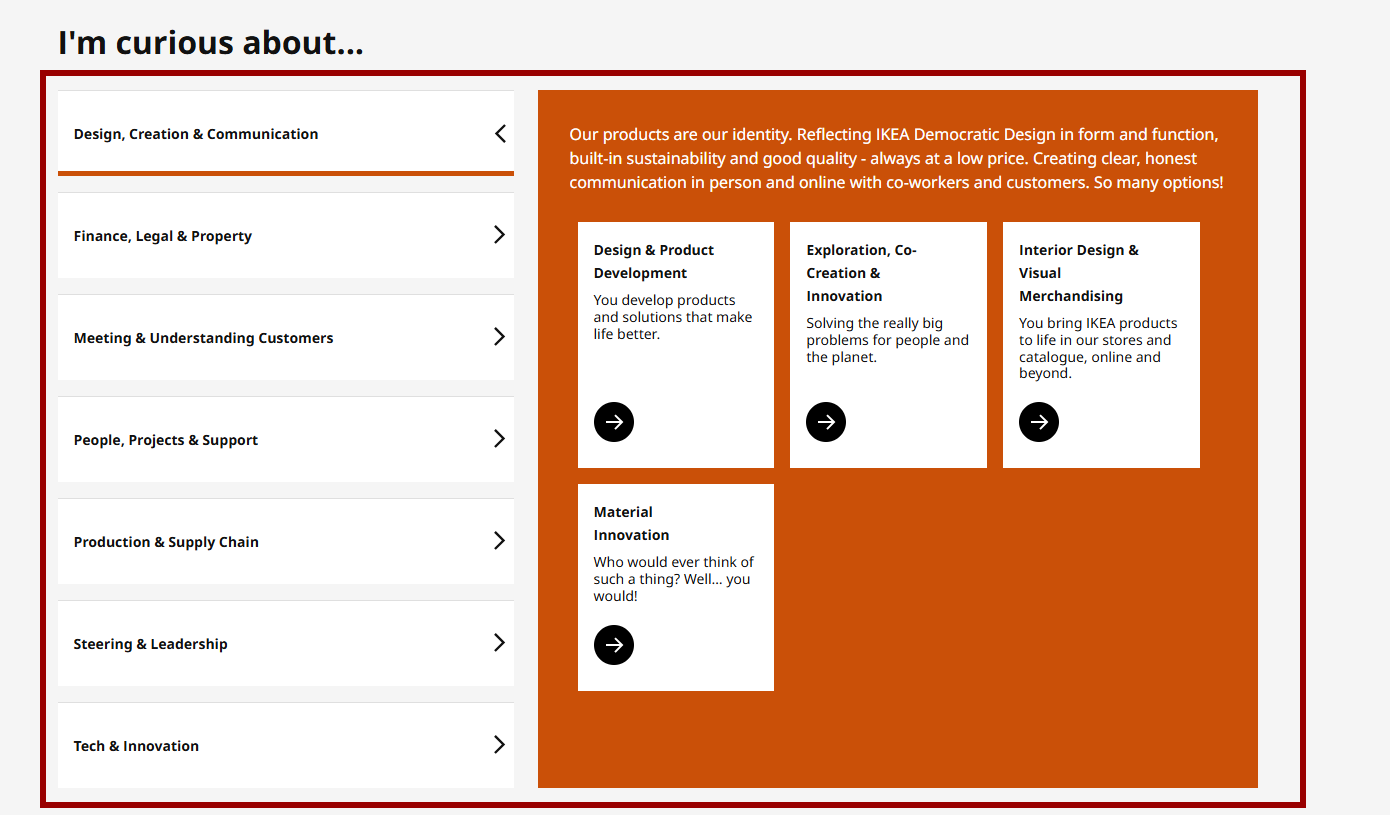 I'm curious about...
Design, Creation & Communication
Finance, Legal & Property
Meeting & Understanding Customers
People, Projects & Support
Production & Supply Chain
Steering & Leadership
Tech & Innovation
Our products are our identity. Reflecting IKEA Democratic Design in form and function,
built-in sustainability and good quality - always at a low price. Creating clear, honest
communication in person and online with co-workers and customers. So many options!
Design & Product
Development
You develop products
and solutions that make
life better.
Exploration, Co-
Creation &
Innovation
Solving the really big
problems for people and
the planet.
Interior Design &
Visual
Merchandising
You bring IKEA products
to life in our stores and
catalogue, online and
beyond.
Material
Innovation
Who would ever think of
such a thing? Well... you
would!